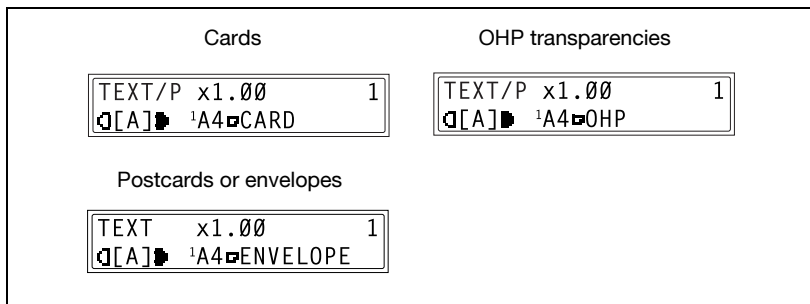 Cards
TEXT/P x1.00 1
[A] ¹A4 CARD
OHP transparencies
TEXT/P x1.00 1
[A] ¹A4 OHP
Postcards or envelopes
TEXT x1.00 1
[A] ¹A4 ENVELOPE